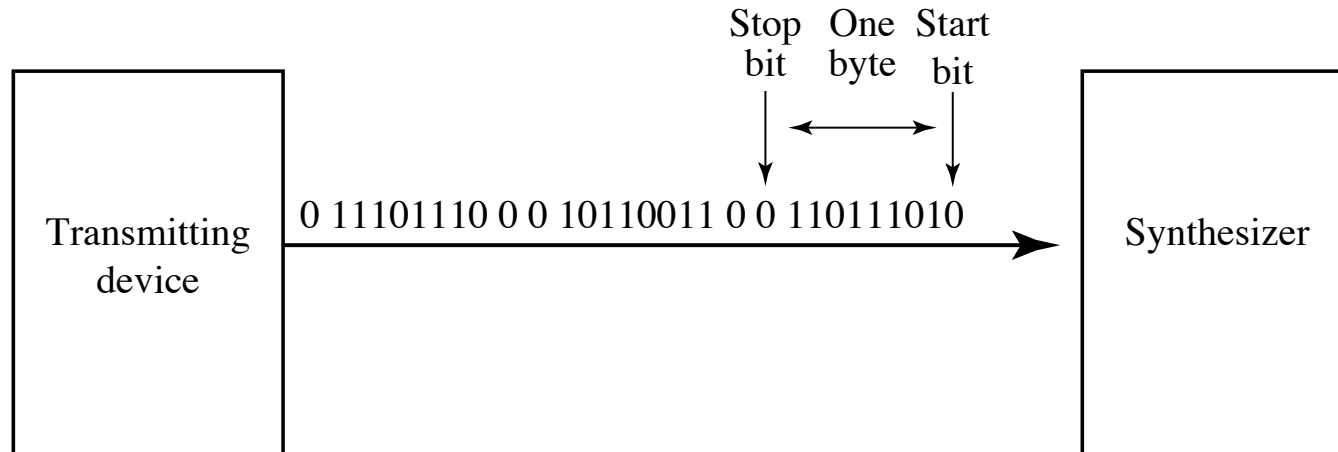 Stop bit
One byte
Start bit
Transmitting
device
0 11101110 0 0 10110011 0 0 110111010
Synthesizer